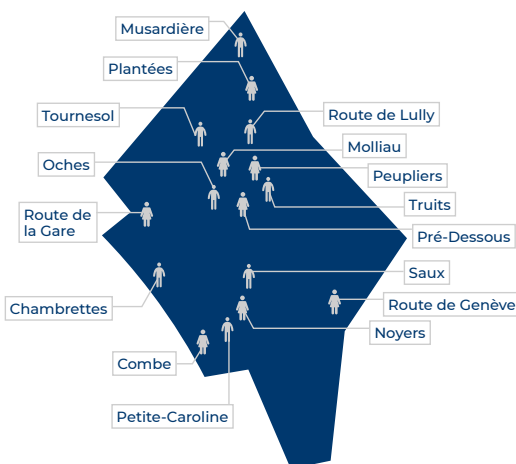 Musardière
Plantées
Tournesol
Route de Lully
Molliau
Oches
Peupliers
Truits
Route de
la Gare
Pré-Dessous
Saux
Route de Genève
Chambrettes
Noyers
Combe
Petite-Caroline